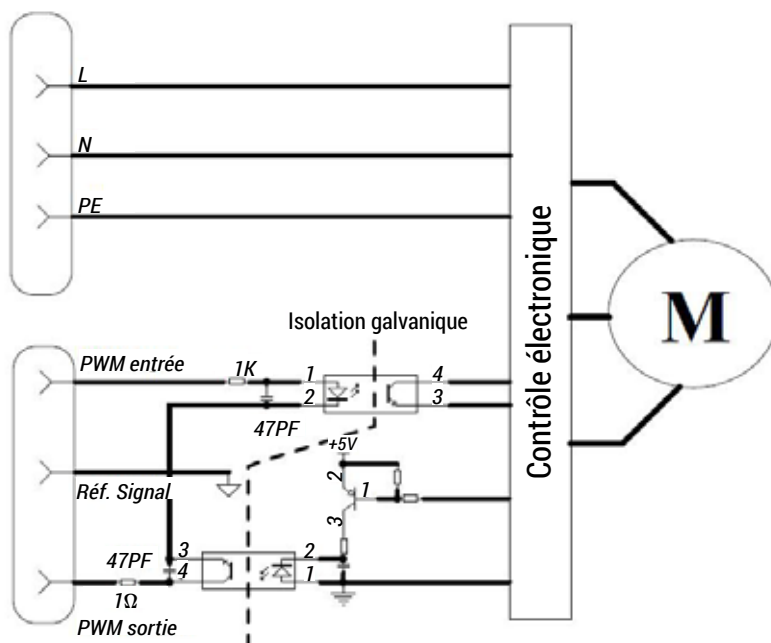 L
N
PE
Contrôle électronique
M
Isolation galvanique
PWM entrée
1K
1
2
4
3
47PF
+5V
2
1
3
Réf. Signal
47PF
3
4
2
1
1Ω
PWM sortie